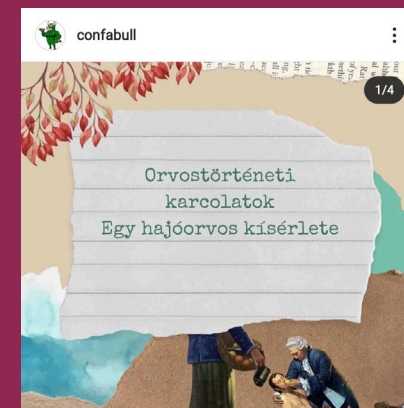 confabull
1/4
Orvostörténeti
karcolatok
Egy hajóorvos kísérlete